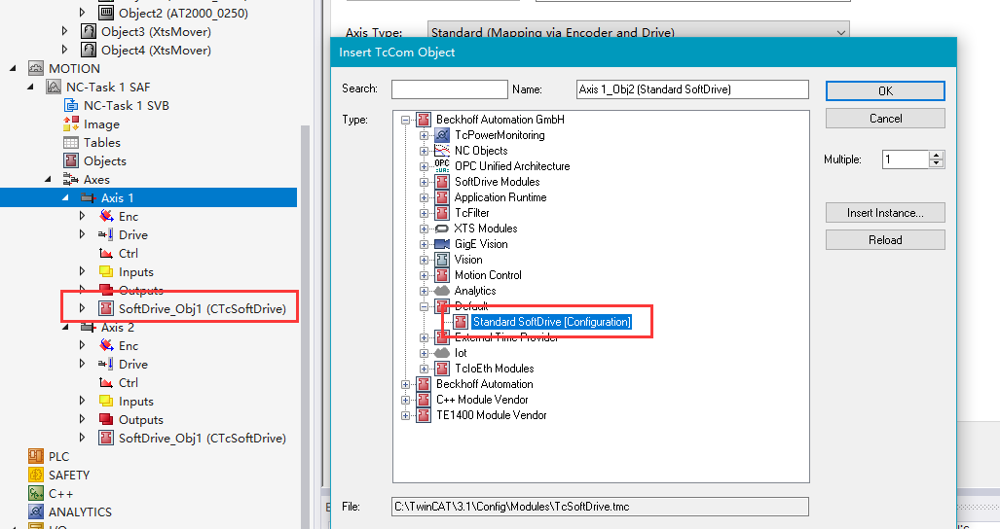 Object2 (AT2000_0250)
Object3 (XtsMover)
Object4 (XtsMover)
MOTION
NC-Task 1 SAF
NC-Task 1 SVB
Image
Tables
Objects
Axes
Axis 1
Enc
Drive
Ctrl
Inputs
Outputs
SoftDrive_Obj1 (CTcSoftDrive)
Axis 2
Enc
Drive
Ctrl
Inputs
Outputs
SoftDrive_Obj1 (CTcSoftDrive)
PLC
SAFETY
C++
ANALYTICS
I/O
Axis Type:
Standard (Mapping via Encoder and Drive)
Insert TcCom Object
Search:
Name:
Axis 1_Obj2 (Standard SoftDrive)
OK
Type:
Beckhoff Automation GmbH
TcPowerMonitoring
NC Objects
OPC Unified Architecture
SoftDrive Modules
Application Runtime
TcFilter
XTS Modules
GigE Vision
Vision
Motion Control
Analytics
Default
Standard SoftDrive [Configuration]
External Time Provider
Iot
TcIoEth Modules
Beckhoff Automation
C++ Module Vendor
TE1400 Module Vendor
Cancel
Multiple:
1
Insert Instance...
Reload
File:
C:\TwinCAT\3.1\Config\Modules\TcSoftDrive.tmc